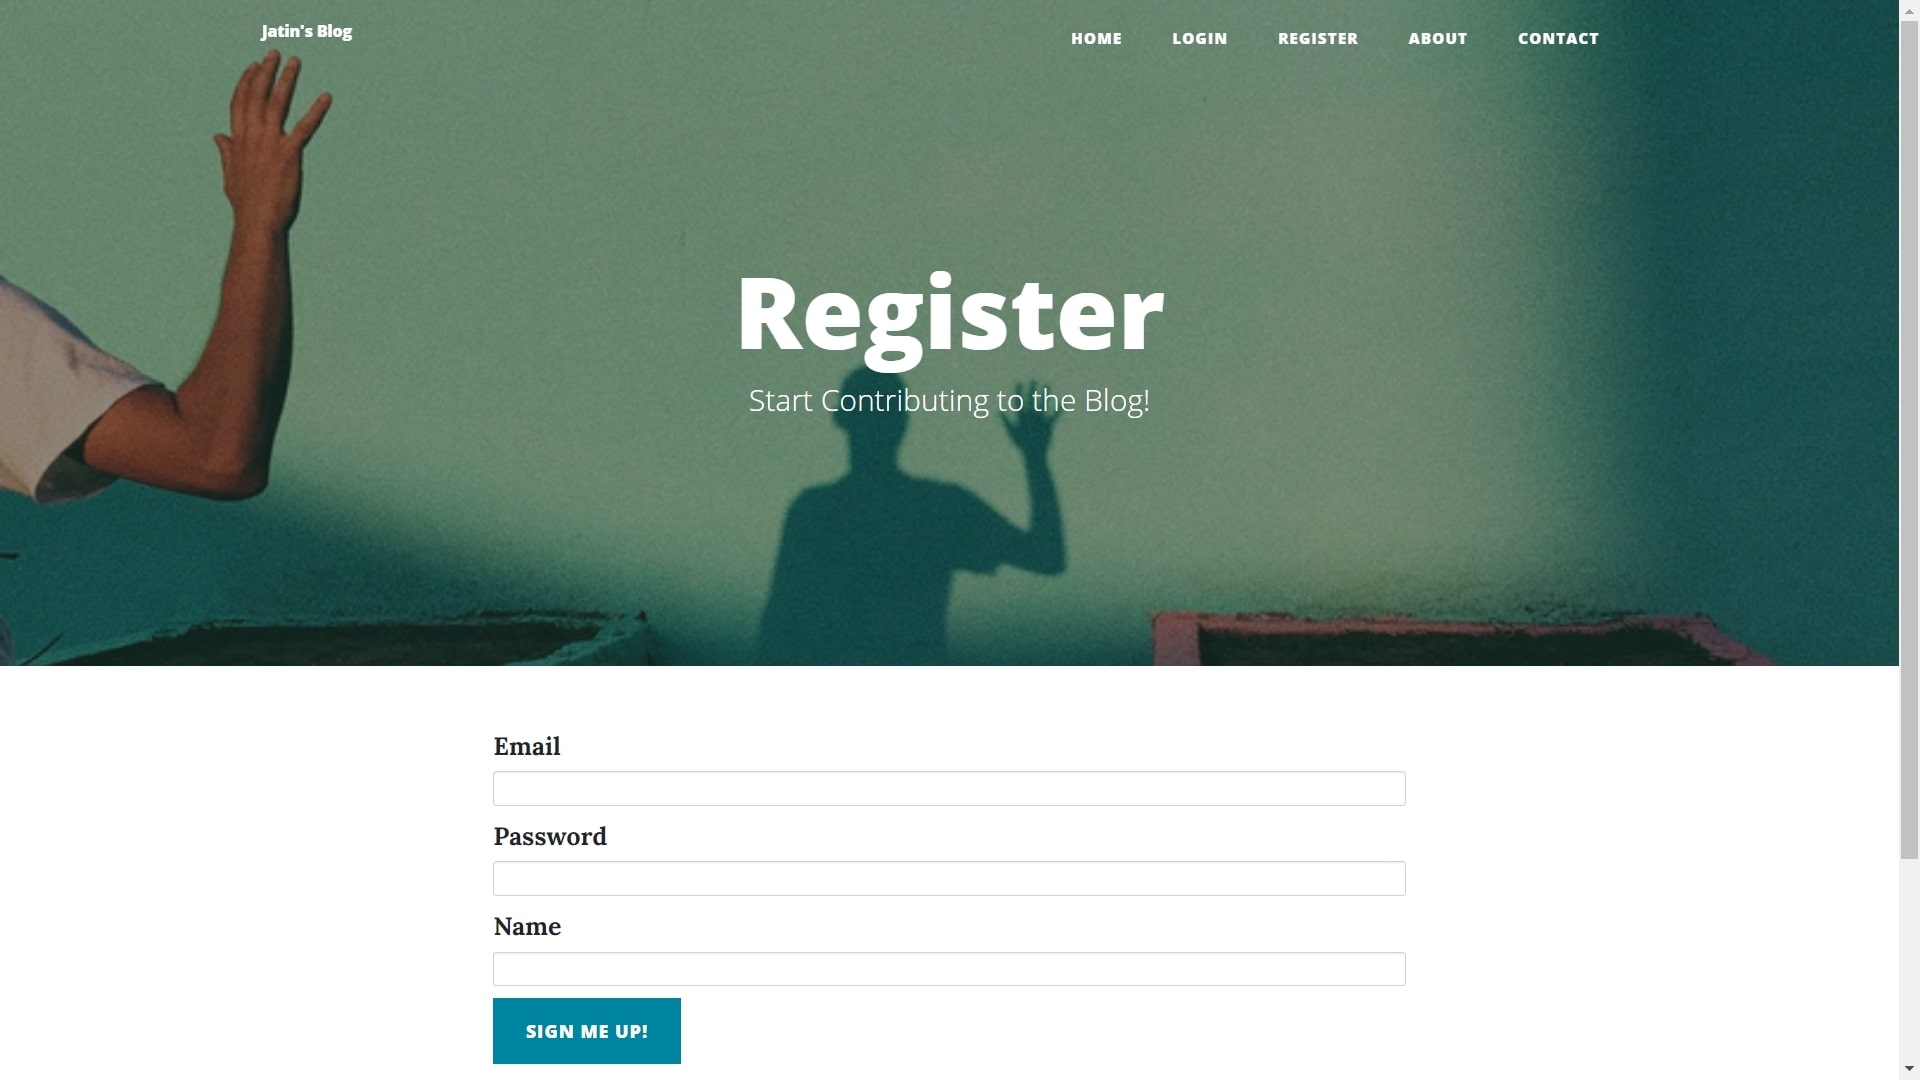 Jatin's Blog
HOME LOGIN REGISTER ABOUT CONTACT
Register
Start Contributing to the Blog!
Email
Password
Name
SIGN ME UP!